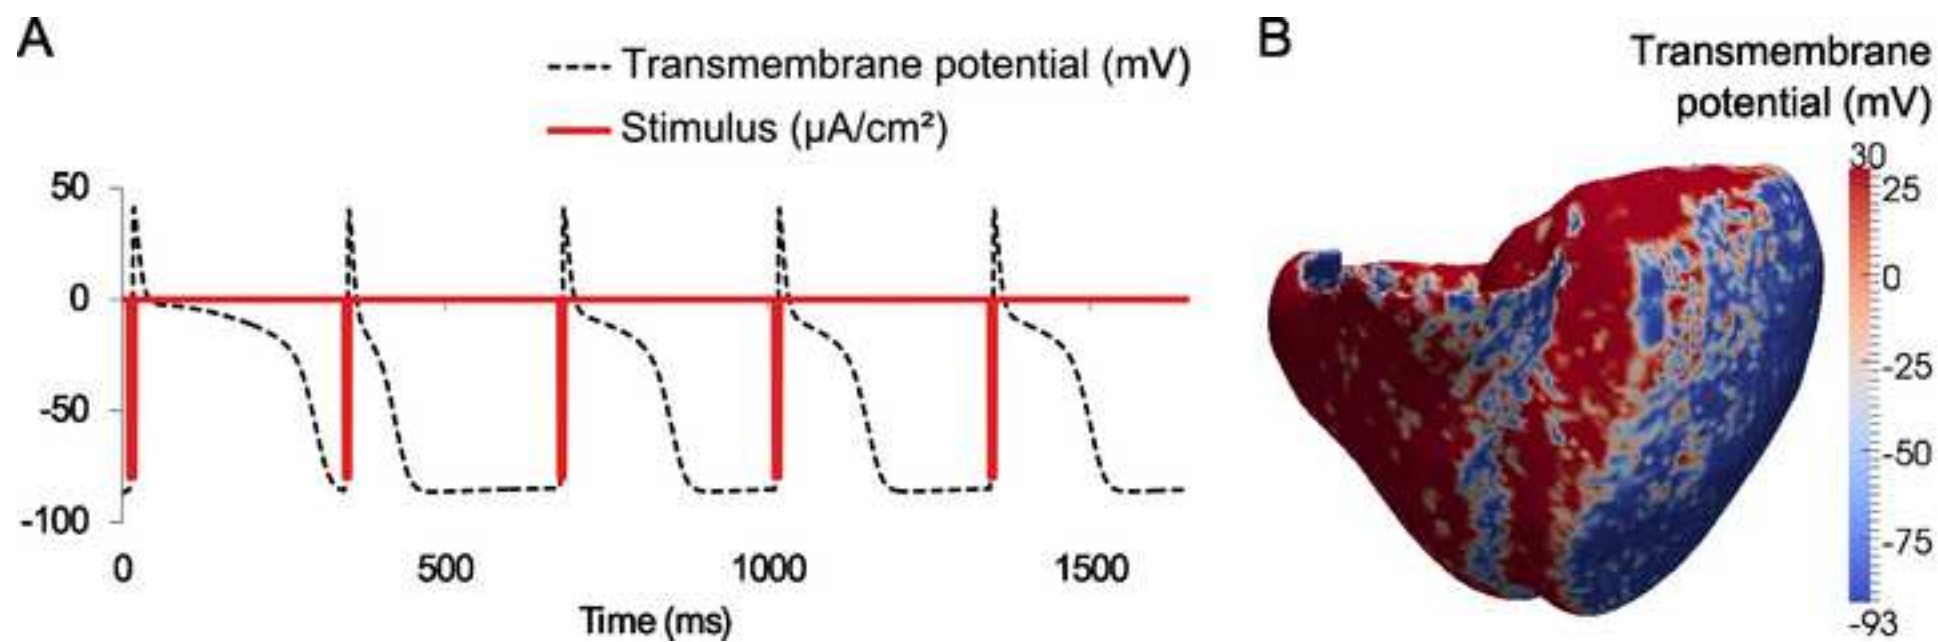 A
Transmembrane potential (mV)
Stimulus (µA/cm²)
50
0
-50
-100
0
500
1000
1500
Time (ms)
B
Transmembrane
potential (mV)
30
25
0
-25
-50
-75
-93